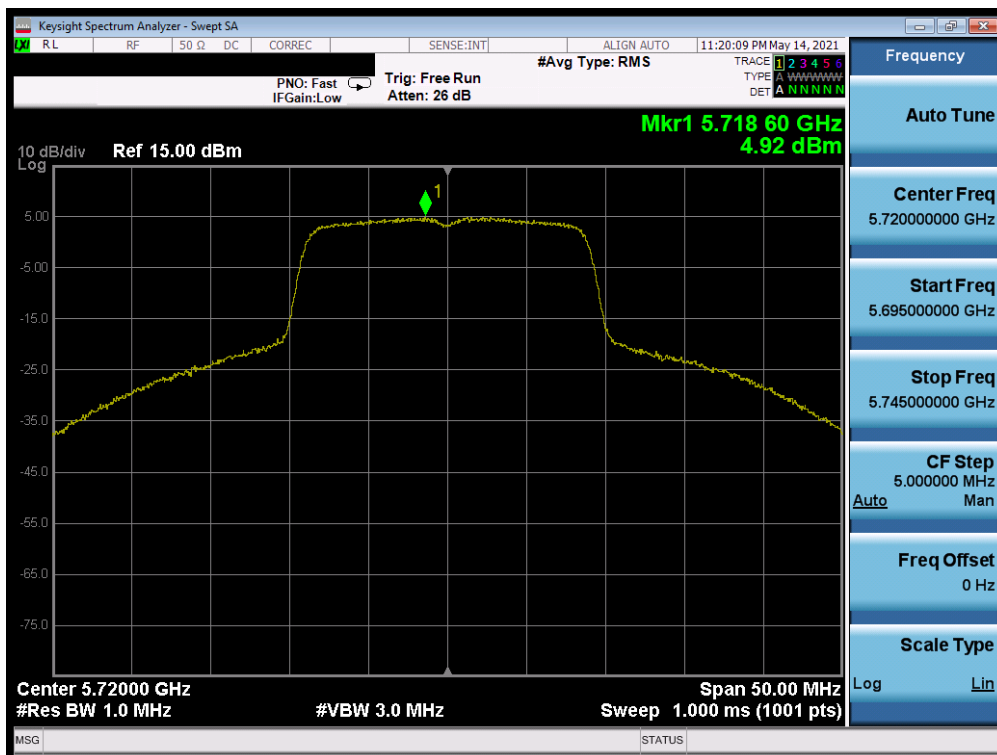 Keysight Spectrum Analyzer - Swept SA
LXI RL RF 50 Ω DC CORREC SENSE:INT ALIGN AUTO 11:20:09 PM May 14, 2021
Frequency
PNO: Fast
IFGain:Low
Trig: Free Run
Atten: 26 dB
#Avg Type: RMS
TRACE 1 2 3 4 5 6
TYPE A WWWWW
DET A N N N N N
Mkr1 5.718 60 GHz
4.92 dBm
10 dB/div Ref 15.00 dBm
Log
1
5.00
-5.00
-15.0
-25.0
-35.0
-45.0
-55.0
-65.0
-75.0
Center 5.72000 GHz Span 50.00 MHz
#Res BW 1.0 MHz #VBW 3.0 MHz Sweep 1.000 ms (1001 pts)
MSG STATUS
Auto Tune
Center Freq
5.720000000 GHz
Start Freq
5.695000000 GHz
Stop Freq
5.745000000 GHz
CF Step
5.000000 MHz
Auto Man
Freq Offset
0 Hz
Scale Type
Log Lin